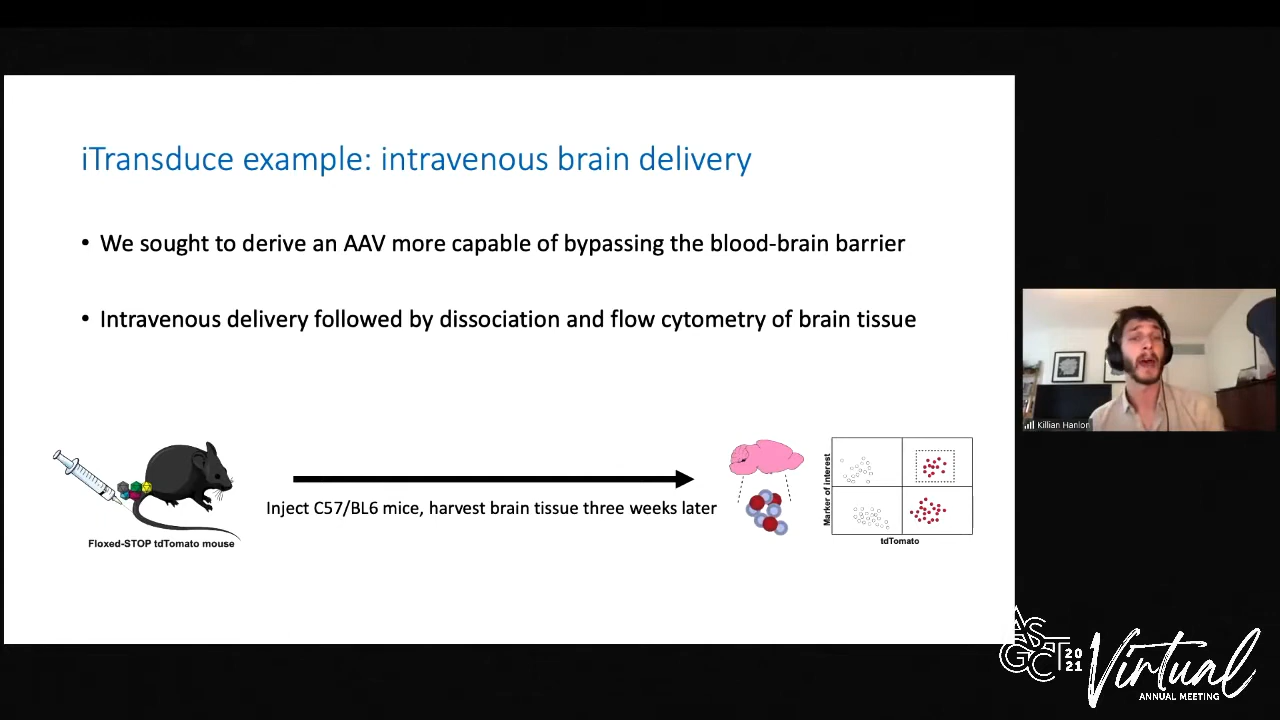 iTransduce example: intravenous brain delivery
• We sought to derive an AAV more capable of bypassing the blood-brain barrier
• Intravenous delivery followed by dissociation and flow cytometry of brain tissue
Inject C57/BL6 mice, harvest brain tissue three weeks later
Floxed-STOP tdTomato mouse
Marker of interest
tdTomato
Killian Hanlon
ASGCT 2021 Virtual
ANNUAL MEETING